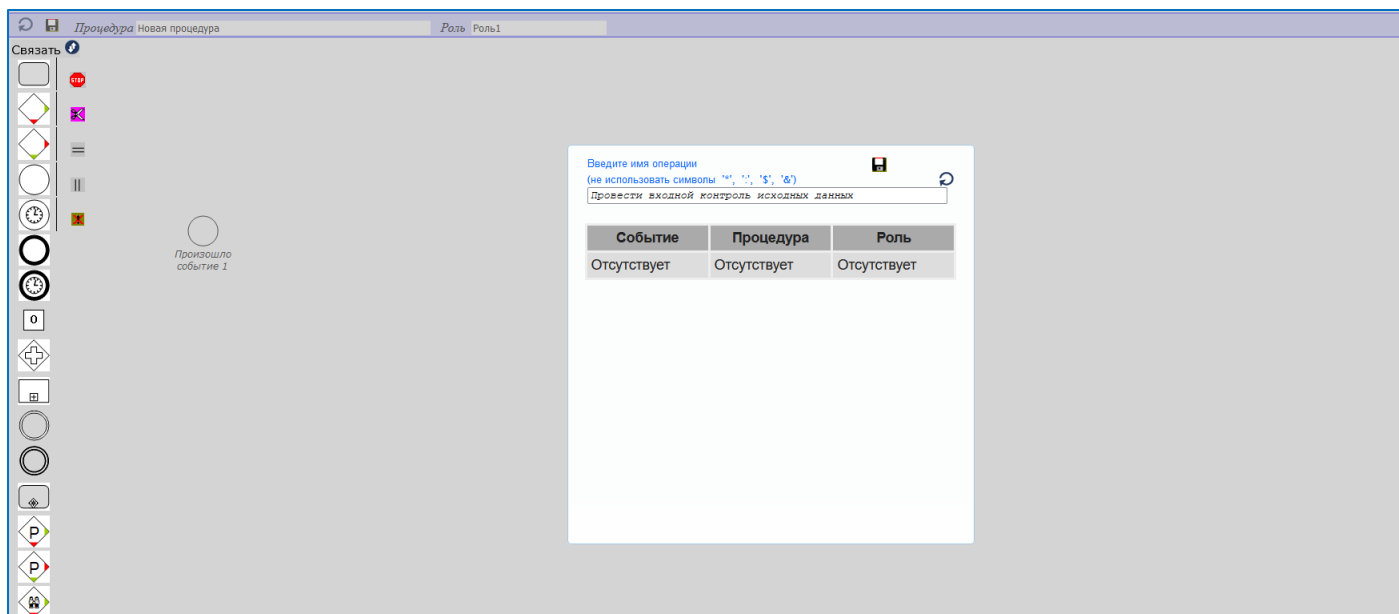 Процедура Новая процедура Роль Роль1
Связать
STOP
Введите имя операции
(не использовать символы '*', ':', '$', '&')
Провести входной контроль исходных данных
Произошло
событие 1
Событие Процедура Роль
Отсутствует Отсутствует Отсутствует
O
P
P